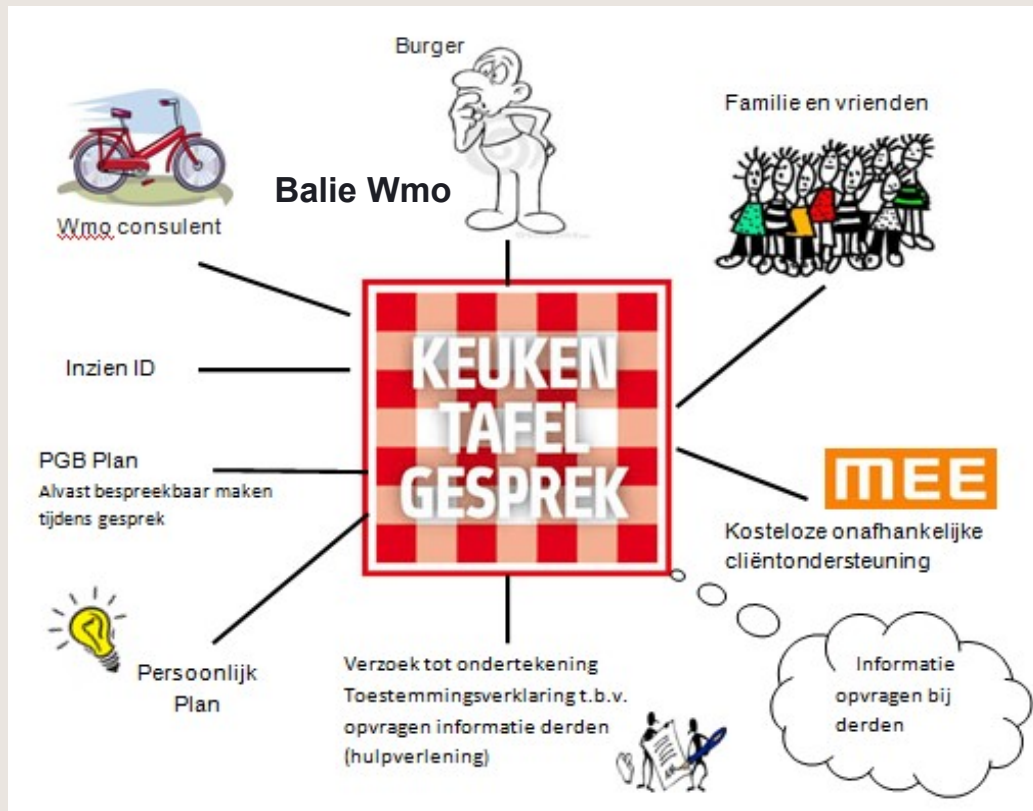 Burger
Familie en vrienden
Balie Wmo
Wmo consulent
KEUKEN
TAFEL
GESPREK
Inzien ID
PGB Plan
Alvast bespreekbaar maken
tijdens gesprek
MEE
Kosteloze onafhankelijke
cliëntondersteuning
Persoonlijk
Plan
Verzoek tot ondertekening
Toestemmingsverklaring t.b.v.
opvragen informatie derden
(hulpverlening)
Informatie
opvragen bij
derden